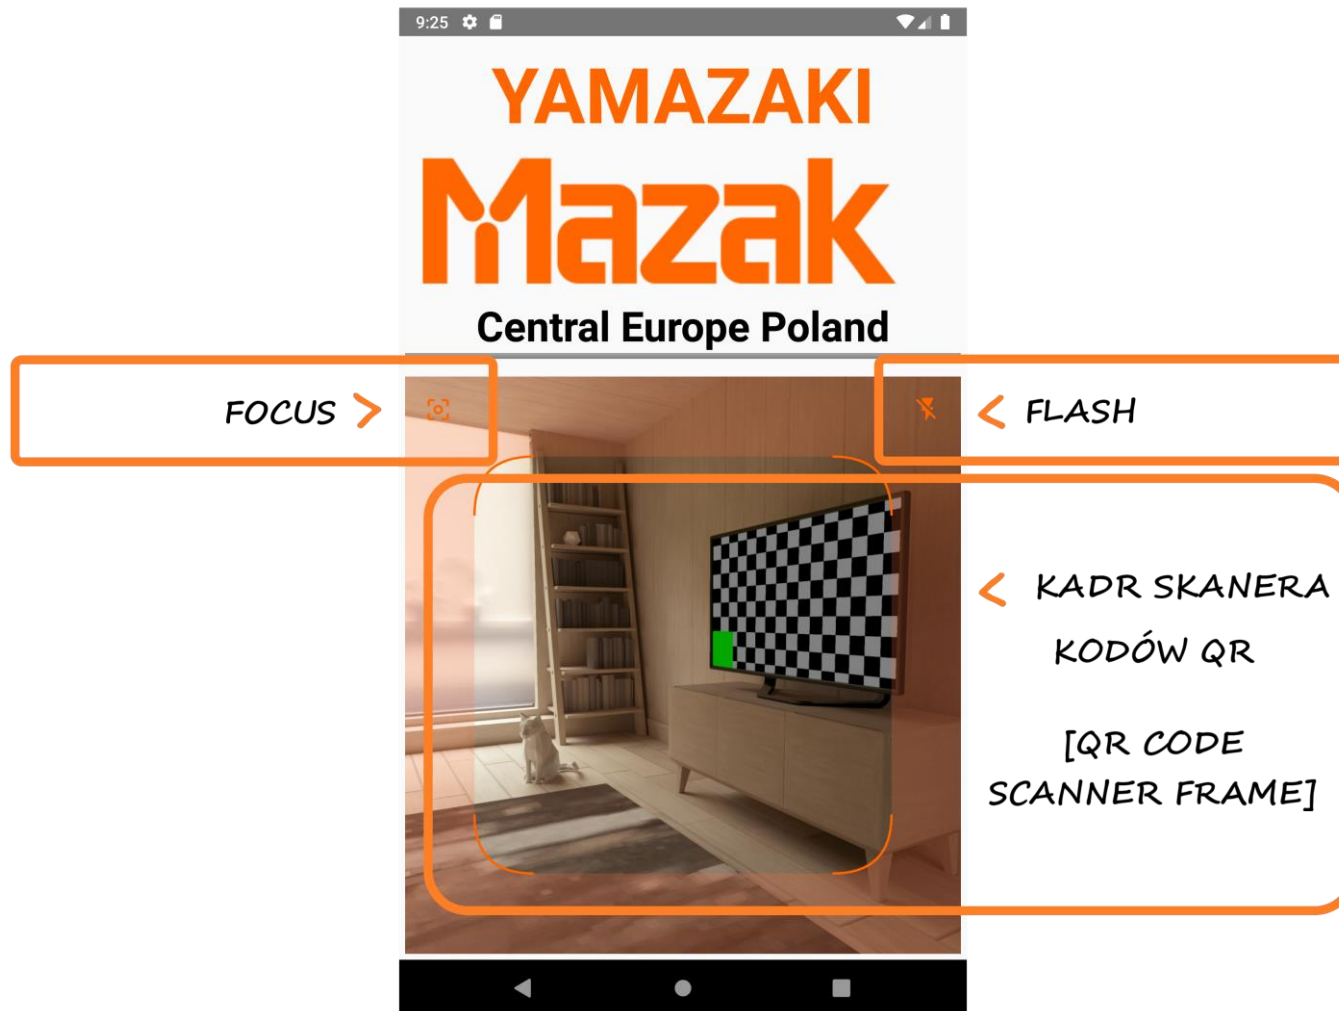 9:25
YAMAZAKI
Mazak
Central Europe Poland
FOCUS >
< FLASH
< KADR SKANERA
KODÓW QR
[QR CODE
SCANNER FRAME]